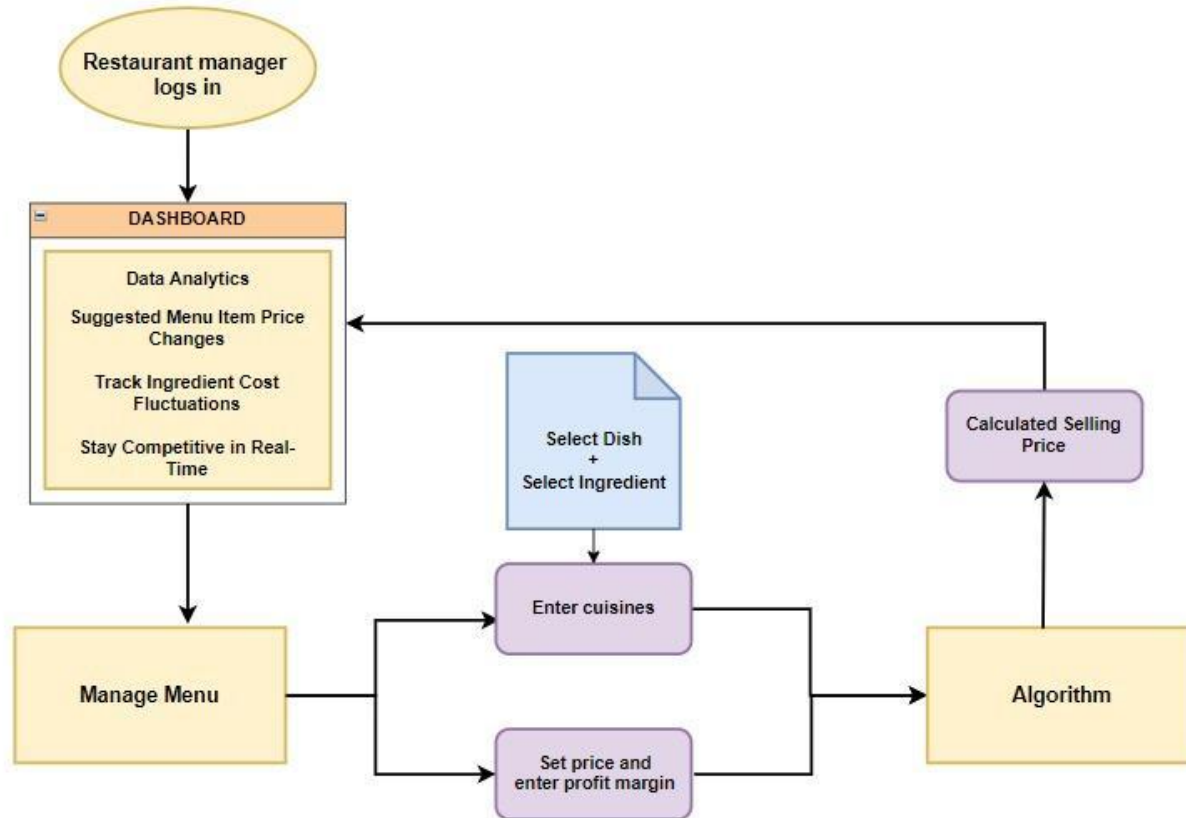 Restaurant manager
logs in
DASHBOARD
Data Analytics
Suggested Menu Item Price
Changes
Track Ingredient Cost
Fluctuations
Stay Competitive in Real-
Time
Select Dish
+
Select Ingredient
Calculated Selling
Price
Enter cuisines
Manage Menu
Algorithm
Set price and
enter profit margin